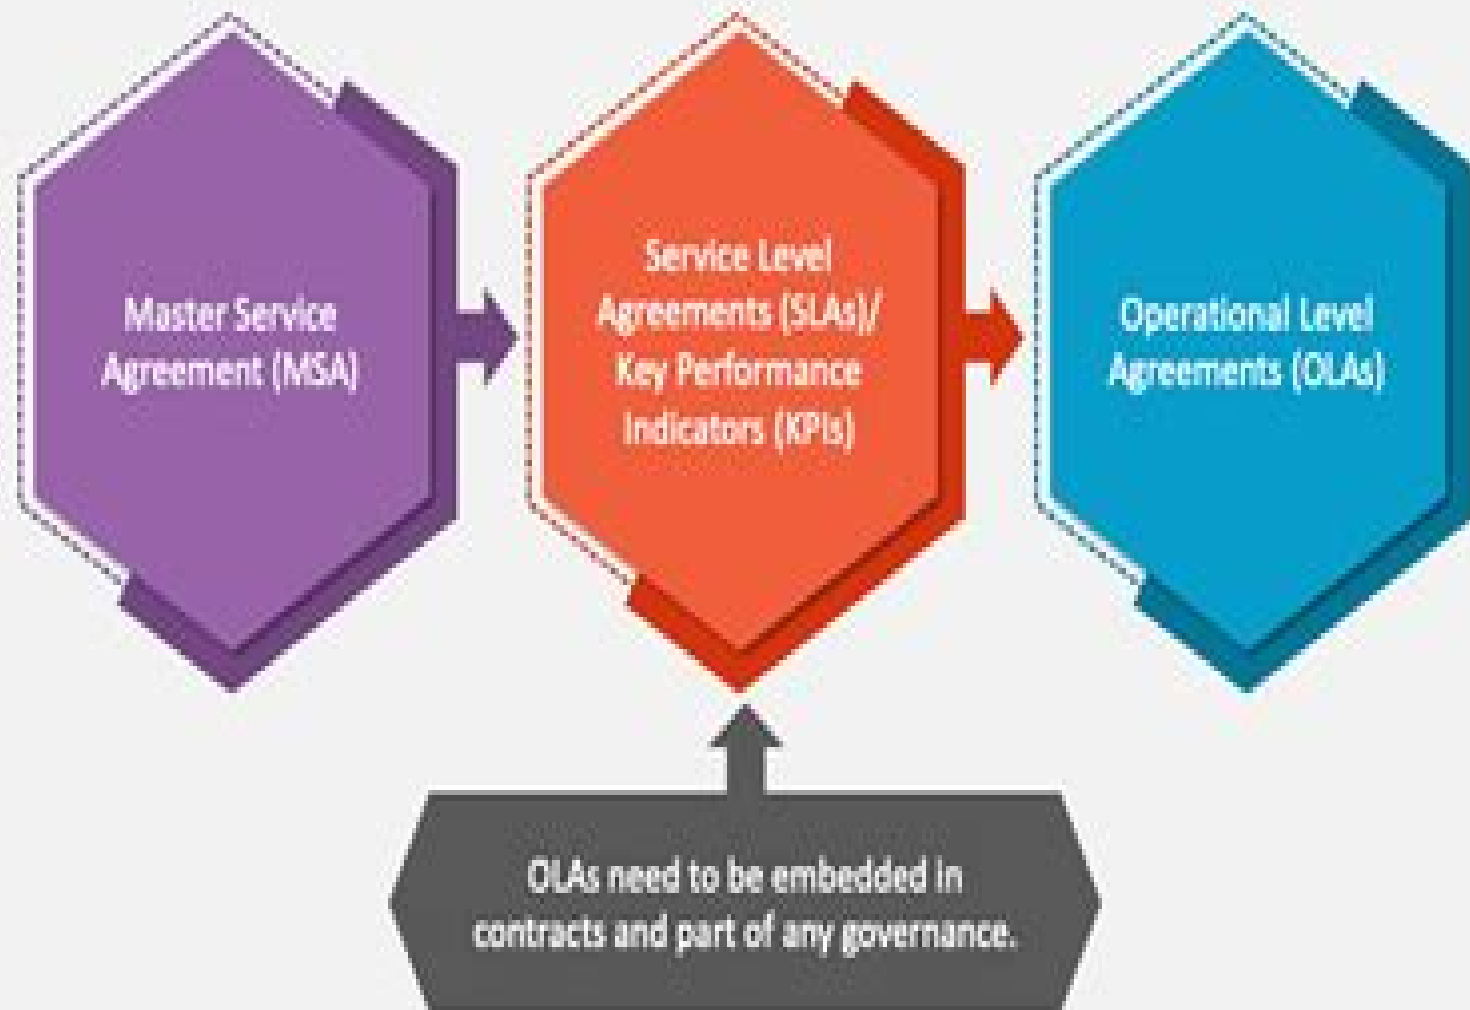 Master Service
Agreement (MSA)
Service Level
Agreements (SLAs)/
Key Performance
Indicators (KPIs)
Operational Level
Agreements (OLAs)
OLAs need to be embedded in
contracts and part of any governance.